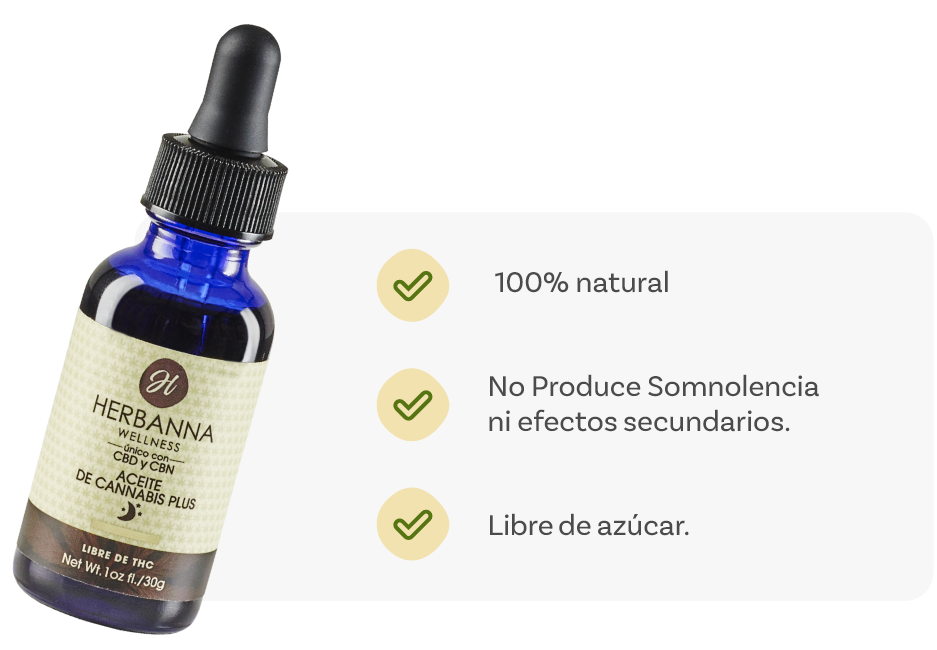 H
HERBANNA
WELLNESS
único con
CBD y CBN
ACEITE
DE CANNABIS PLUS
LIBRE DE THC
Net Wt. 1oz fl./30g
100% natural
No Produce Somnolencia
ni efectos secundarios.
Libre de azúcar.